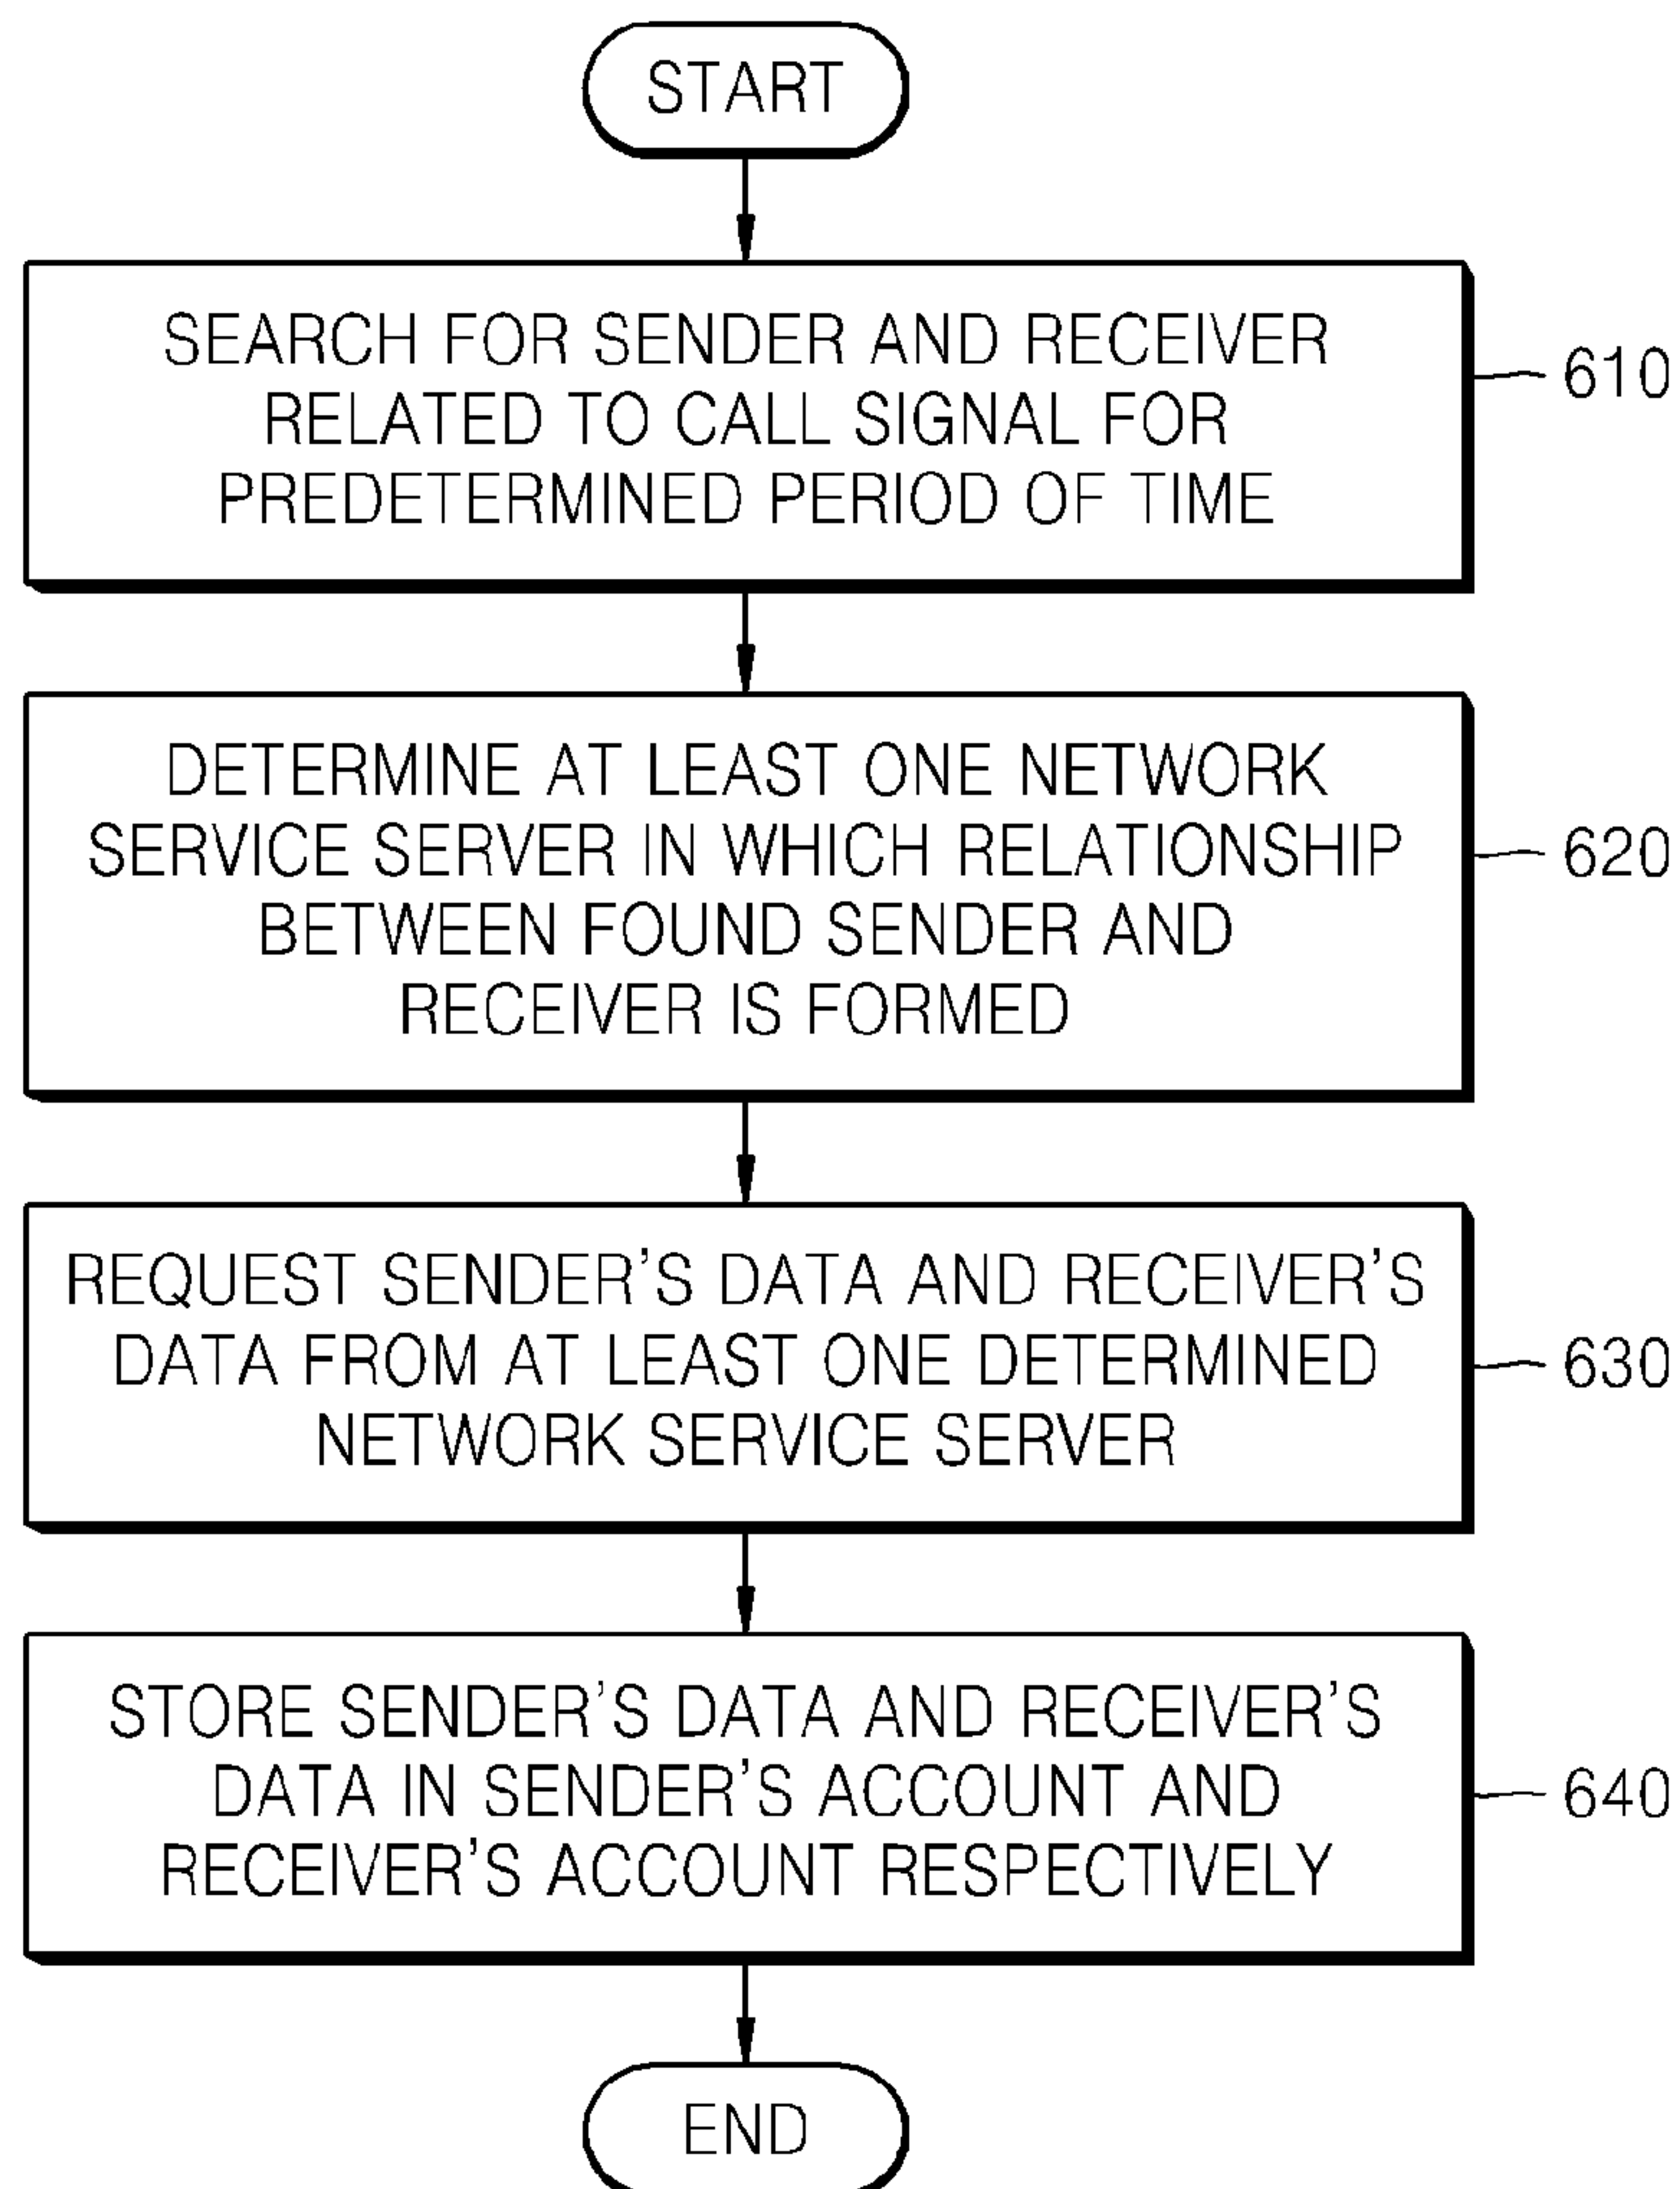 START
SEARCH FOR SENDER AND RECEIVER
RELATED TO CALL SIGNAL FOR
PREDETERMINED PERIOD OF TIME
610
DETERMINE AT LEAST ONE NETWORK
SERVICE SERVER IN WHICH RELATIONSHIP
BETWEEN FOUND SENDER AND
RECEIVER IS FORMED
620
REQUEST SENDER'S DATA AND RECEIVER'S
DATA FROM AT LEAST ONE DETERMINED
NETWORK SERVICE SERVER
630
STORE SENDER'S DATA AND RECEIVER'S
DATA IN SENDER'S ACCOUNT AND
RECEIVER'S ACCOUNT RESPECTIVELY
640
END